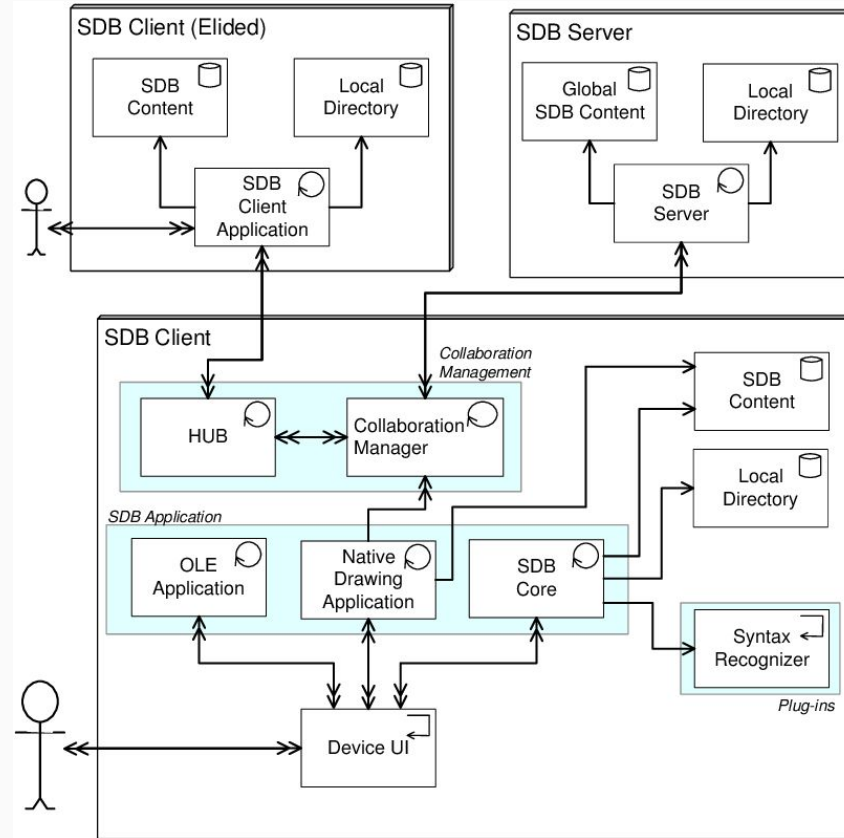 SDB Client (Elided)
SDB
Content
Local
Directory
SDB
Client
Application
SDB Server
Global
SDB Content
Local
Directory
SDB
Server
SDB Client
Collaboration
Management
HUB
Collaboration
Manager
SDB
Content
Local
Directory
SDB Application
OLE
Application
Native
Drawing
Application
SDB
Core
Syntax
Recognizer
Plug-ins
Device UI